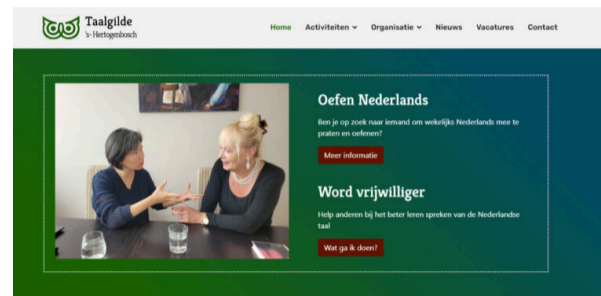 Taalgilde
's-Hertogenbosch
Home Activiteiten Organisatie Nieuws Vacatures Contact
Oefen Nederlands
Ben je op zoek naar iemand om wekelijks Nederlands mee te
praten en oefenen?
Meer informatie
Word vrijwilliger
Help anderen bij het beter leren spreken van de Nederlandse
taal
Wat ga ik doen?